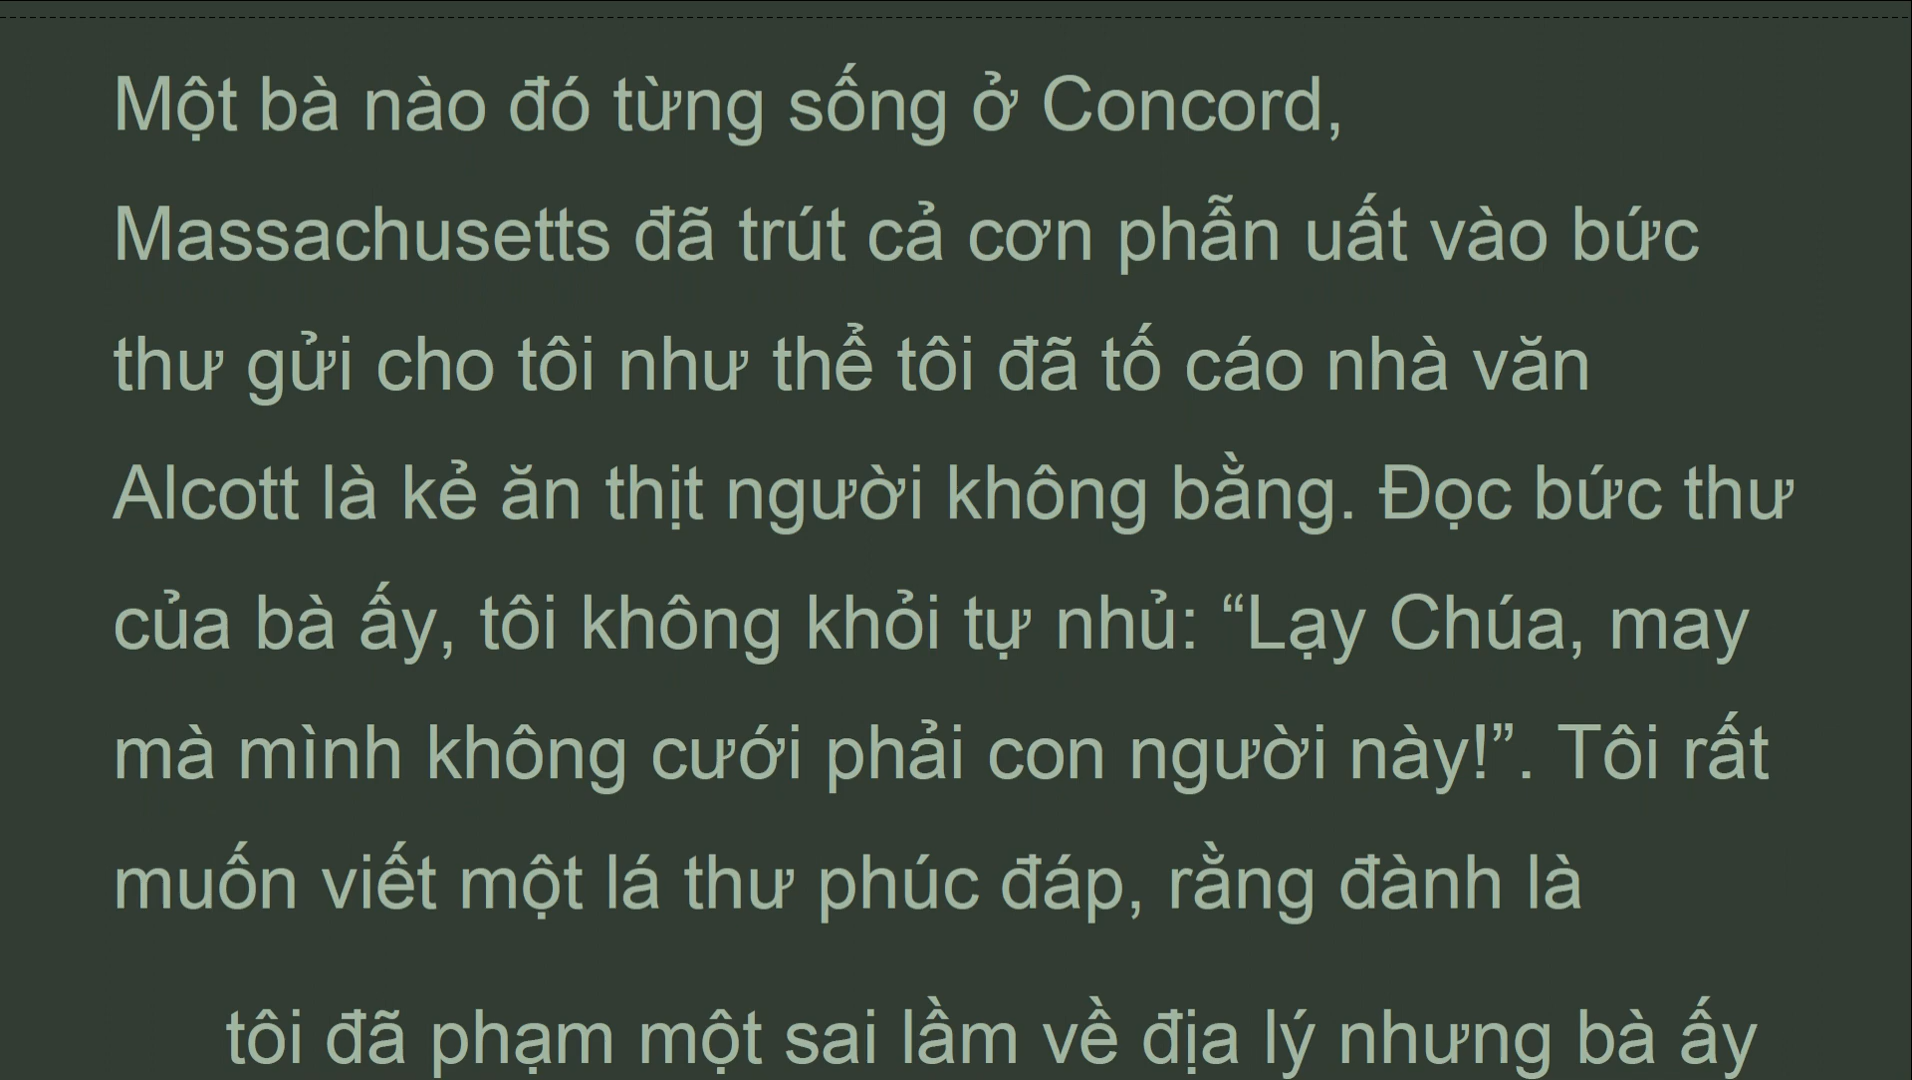 Một bà nào đó từng sống ở Concord,
Massachusetts đã trút cả cơn phẫn uất vào bức
thư gửi cho tôi như thể tôi đã tố cáo nhà văn
Alcott là kẻ ăn thịt người không bằng. Đọc bức thư
của bà ấy, tôi không khỏi tự nhủ: “Lạy Chúa, may
mà mình không cưới phải con người này!”. Tôi rất
muốn viết một lá thư phúc đáp, rằng đành là
tôi đã phạm một sai lầm về địa lý nhưng bà ấy